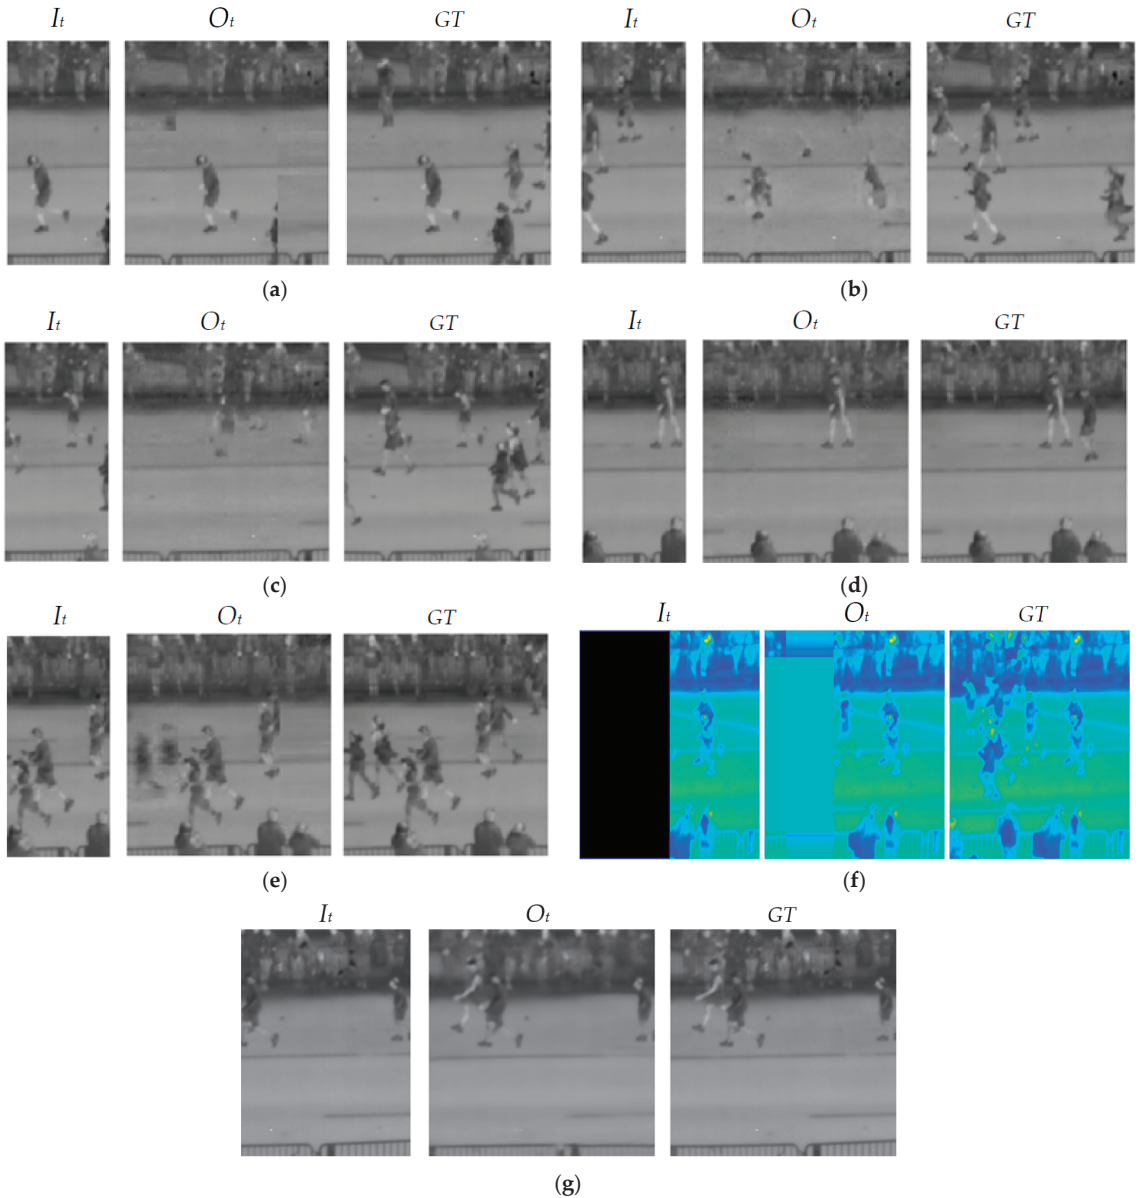 It Ot GT It Ot GT
(a) (b)
It Ot GT It Ot GT
(c) (d)
It Ot GT It Ot GT
(e) (f)
It Ot GT
(g)